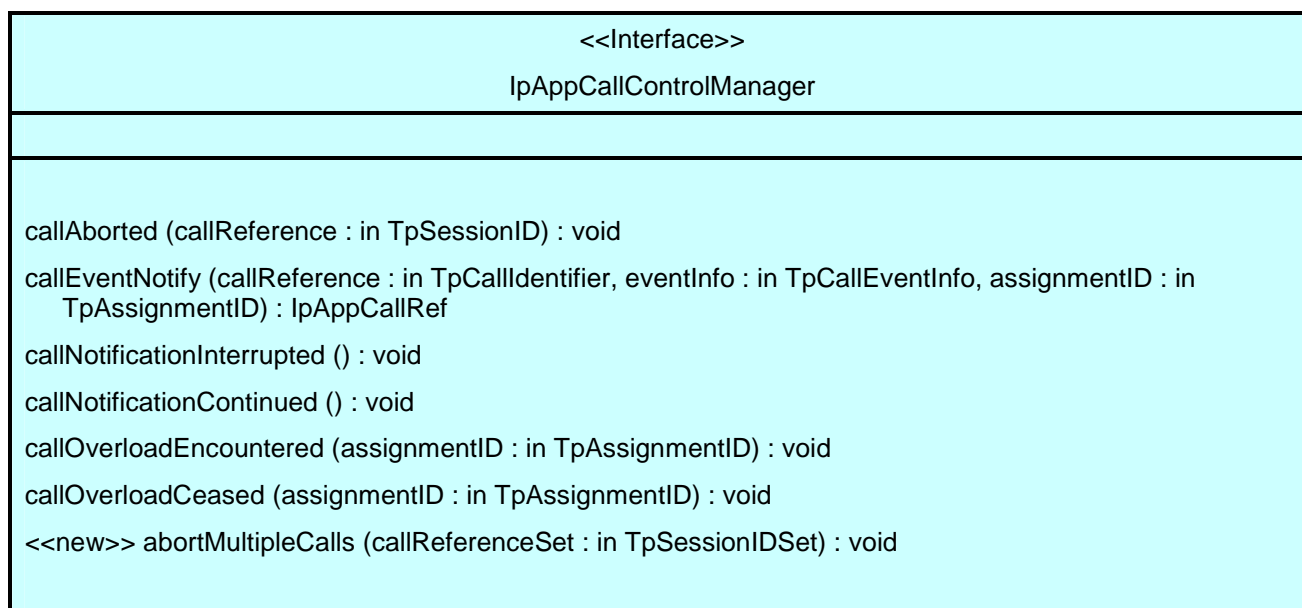 <<Interface>>
IpAppCallControlManager
callAborted (callReference : in TpSessionID) : void
callEventNotify (callReference : in TpCallIdentifier, eventInfo : in TpCallEventInfo, assignmentID : in
TpAssignmentID) : IpAppCallRef
callNotificationInterrupted () : void
callNotificationContinued () : void
callOverloadEncountered (assignmentID : in TpAssignmentID) : void
callOverloadCeased (assignmentID : in TpAssignmentID) : void
<<new>> abortMultipleCalls (callReferenceSet : in TpSessionIDSet) : void